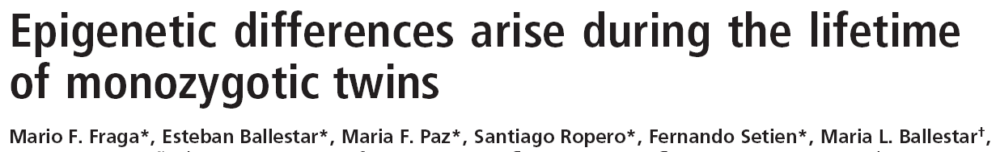 Epigenetic differences arise during the lifetime
of monozygotic twins
Mario F. Fraga*, Esteban Ballestar*, Maria F. Paz*, Santiago Ropero*, Fernando Setien*, Maria L. Ballestar†,